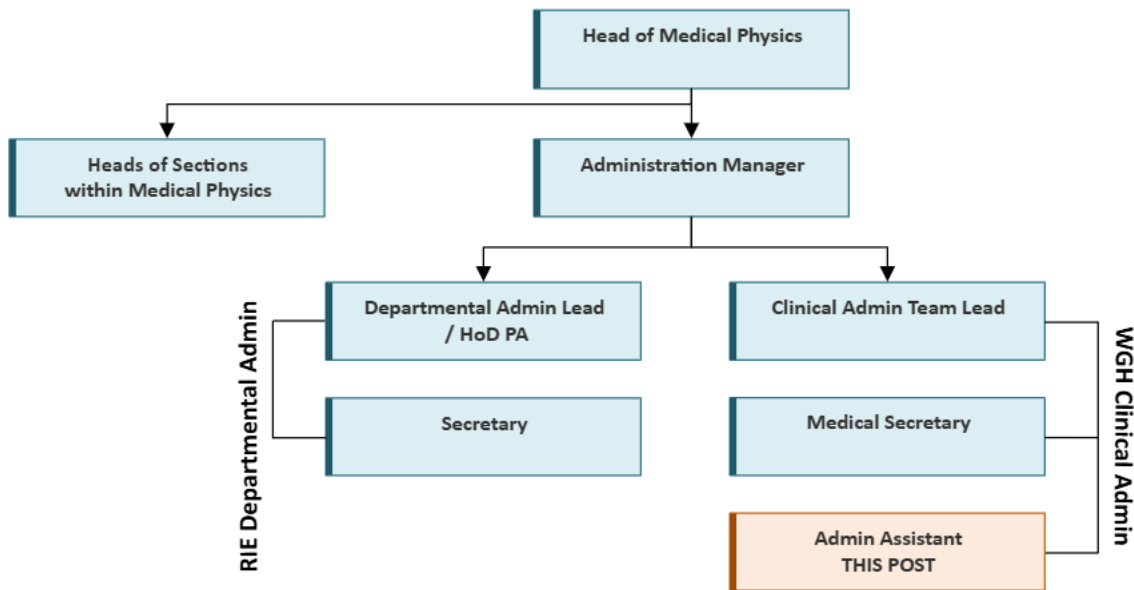 Head of Medical Physics
Heads of Sections
within Medical Physics
Administration Manager
RIE Departmental Admin
Departmental Admin Lead
/ HoD PA
Secretary
Clinical Admin Team Lead
Medical Secretary
Admin Assistant
THIS POST
WGH Clinical Admin